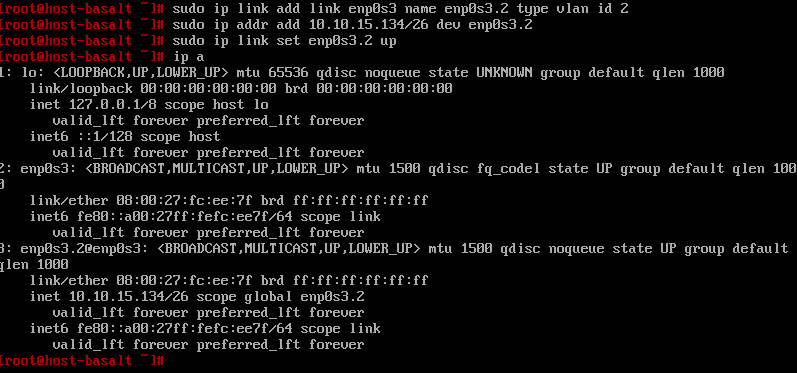 [root@host-basalt ~]# sudo ip link add link enp0s3 name enp0s3.2 type vlan id 2
[root@host-basalt ~]# sudo ip addr add 10.10.15.134/26 dev enp0s3.2
[root@host-basalt ~]# sudo ip link set enp0s3.2 up
[root@host-basalt ~]# ip a
1: lo: <LOOPBACK,UP,LOWER_UP> mtu 65536 qdisc noqueue state UNKNOWN group default qlen 1000
link/loopback 00:00:00:00:00:00 brd 00:00:00:00:00:00
inet 127.0.0.1/8 scope host lo
valid_lft forever preferred_lft forever
inet6 ::1/128 scope host
valid_lft forever preferred_lft forever
2: enp0s3: <BROADCAST,MULTICAST,UP,LOWER_UP> mtu 1500 qdisc fq_codel state UP group default qlen 100
0
link/ether 08:00:27:fc:ee:7f brd ff:ff:ff:ff:ff:ff
inet6 fe80::a00:27ff:fefc:ee7f/64 scope link
valid_lft forever preferred_lft forever
3: enp0s3.2@enp0s3: <BROADCAST,MULTICAST,UP,LOWER_UP> mtu 1500 qdisc noqueue state UP group default
qlen 1000
link/ether 08:00:27:fc:ee:7f brd ff:ff:ff:ff:ff:ff
inet 10.10.15.134/26 scope global enp0s3.2
valid_lft forever preferred_lft forever
inet6 fe80::a00:27ff:fefc:ee7f/64 scope link
valid_lft forever preferred_lft forever
[root@host-basalt ~]#